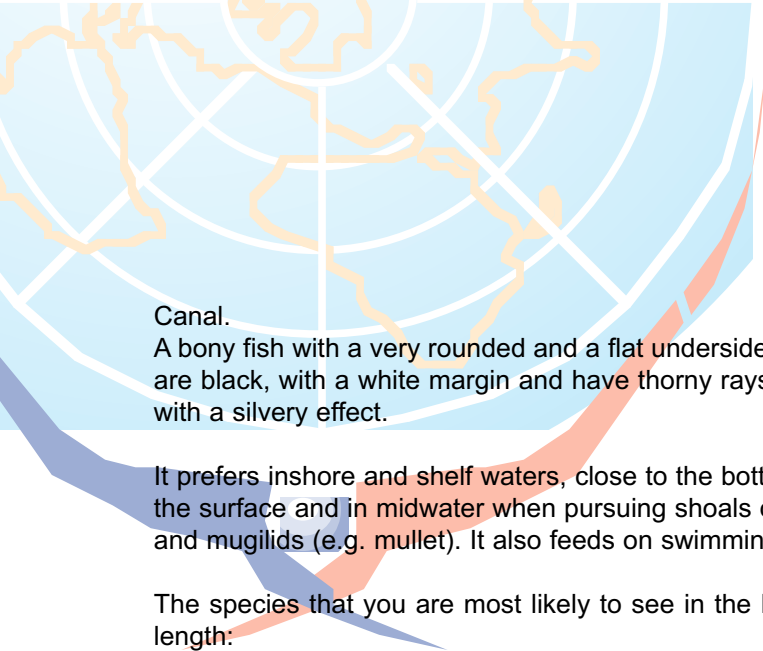 Canal.
A bony fish with a very rounded and a flat underside
are black, with a white margin and have thorny rays
with a silvery effect.
It prefers inshore and shelf waters, close to the
the surface and in midwater when pursuing shoals
and mugilids (e.g. mullet). It also feeds on
The species that you are most likely to see in the
length: